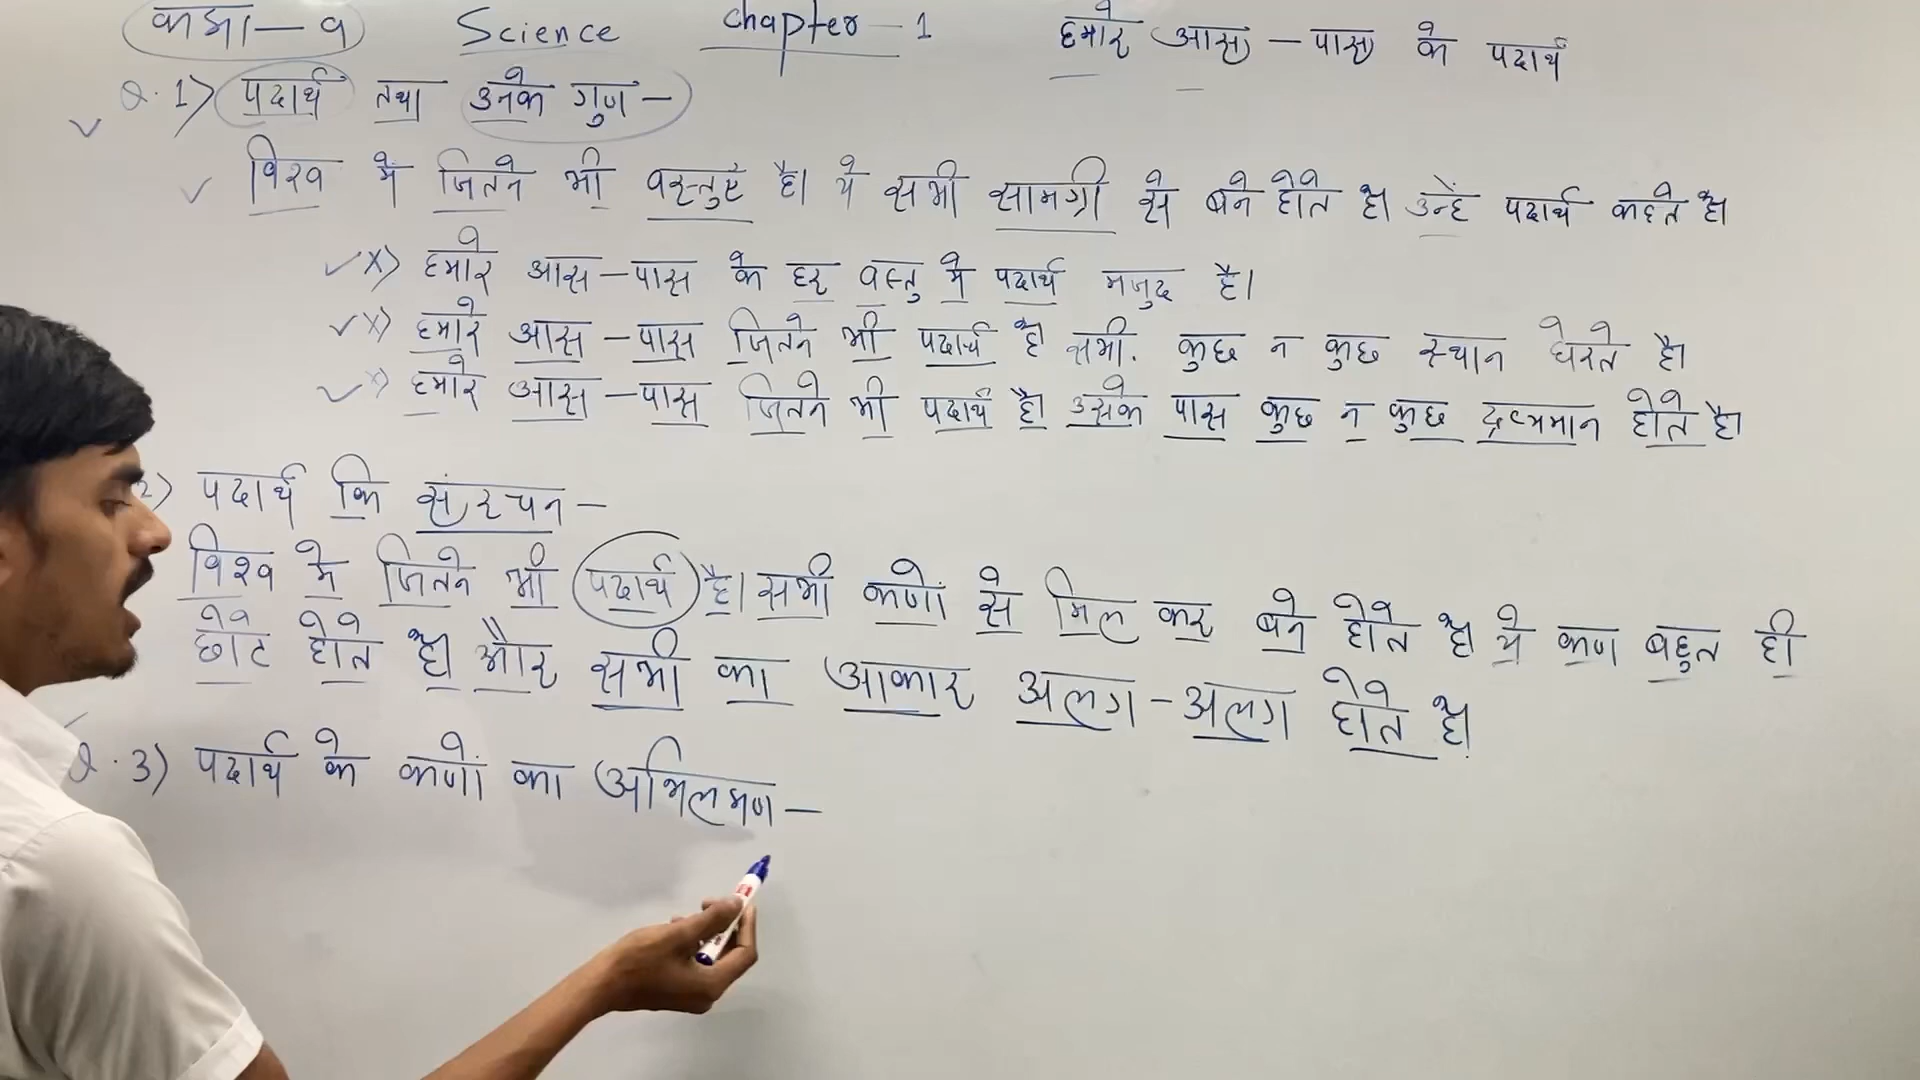 कक्षा — 9 Science Chapter — 1 हमारे आस — पास के पदार्थ
Q. 1) पदार्थ तथा उनके गुण —
विश्व में जितने भी वस्तुएं है। ये सभी सामग्री से बने होते है। उन्हें पदार्थ कहते है।
x) हमारे आस — पास के हर वस्तु में पदार्थ मजुद है।
x) हमारे आस — पास जितने भी पदार्थ है सभी. कुछ न कुछ स्थान घेरते है।
x) हमारे आस — पास जितने भी पदार्थ है। उसके पास कुछ न कुछ द्रव्यमान होते है।
2) पदार्थ कि संरचन —
विश्व में जितने भी पदार्थ है। सभी कणों से मिल कर बने होते है। ये कण बहुत ही
छोटे होते है। और सभी का आकार अलग - अलग होते है।
Q. 3) पदार्थ के कणों का अभिलक्षण —